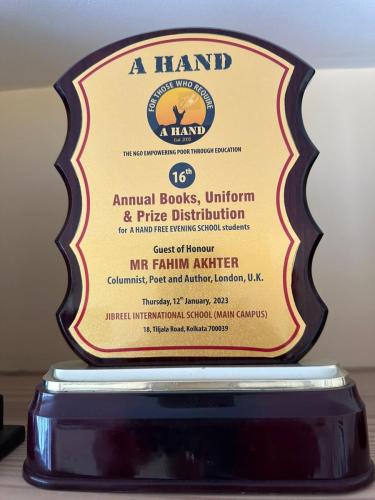 A HAND
FOR THOSE WHO REQUIRE
A HAND
THE NGO EMPOWERING POOR THROUGH EDUCATION
16th
Annual Books, Uniform
& Prize Distribution
for A HAND FREE EVENING SCHOOL students
Guest of Honour
MR FAHIM AKHTER
Columnist, Poet and Author, London, U.K.
Thursday, 12th January, 2023
JIBREEL INTERNATIONAL SCHOOL (MAIN CAMPUS)
18, Tiljala Road, Kolkata 700039